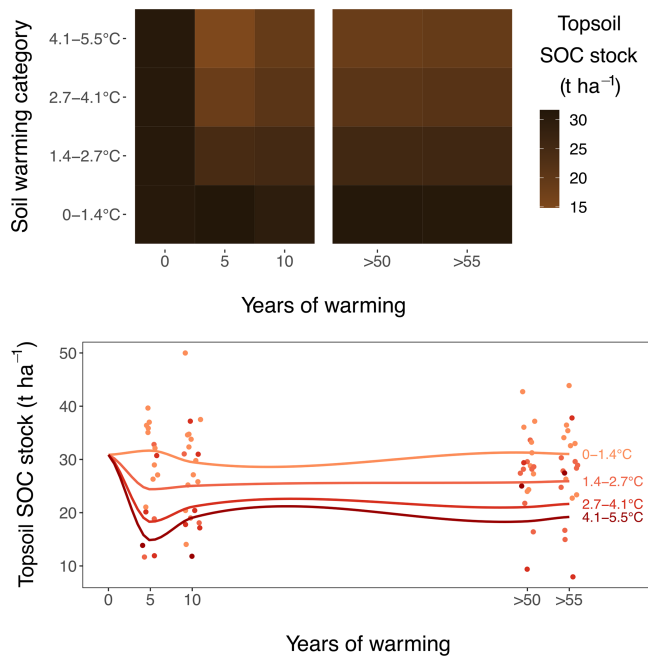 Topsoil
SOC stock
(t ha⁻¹)
30
25
20
15
Soil warming category
4.1–5.5°C
2.7–4.1°C
1.4–2.7°C
0–1.4°C
0 5 10 >50 >55
Years of warming
Topsoil SOC stock (t ha⁻¹)
50
40
30
20
10
0–1.4°C
1.4–2.7°C
2.7–4.1°C
4.1–5.5°C
0 5 10 >50 >55
Years of warming